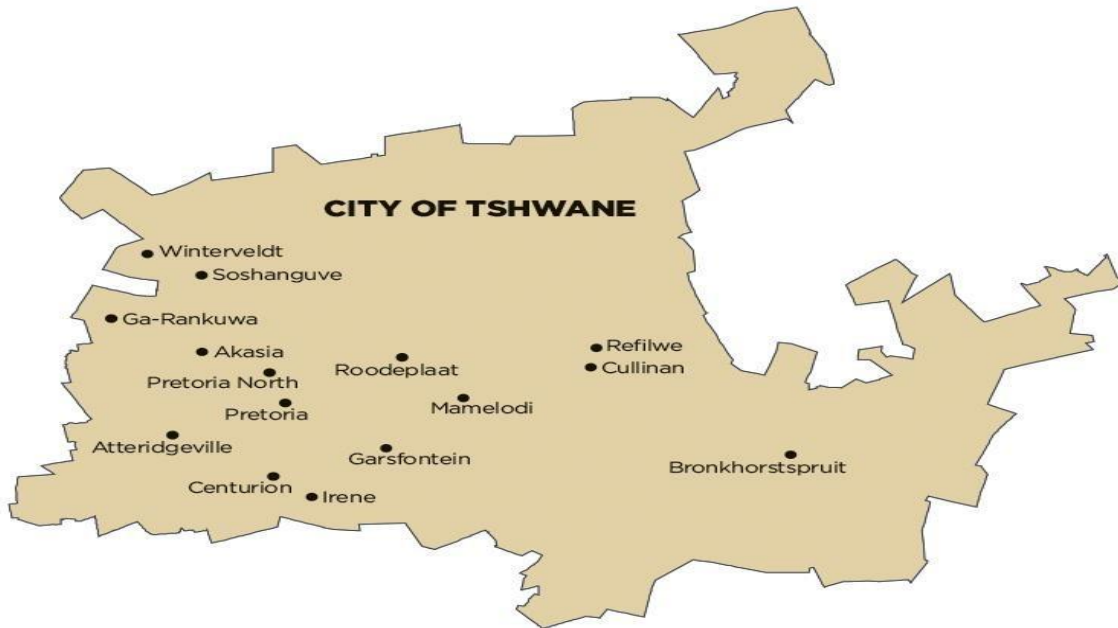 CITY OF TSHWANE
Winterveldt
Soshanguve
Ga-Rankuwa
Akasia
Refilwe
Roodeplaat
Cullinan
Pretoria North
Mamelodi
Pretoria
Atteridgeville
Garsfontein
Bronkhorstspruit
Centurion
Irene